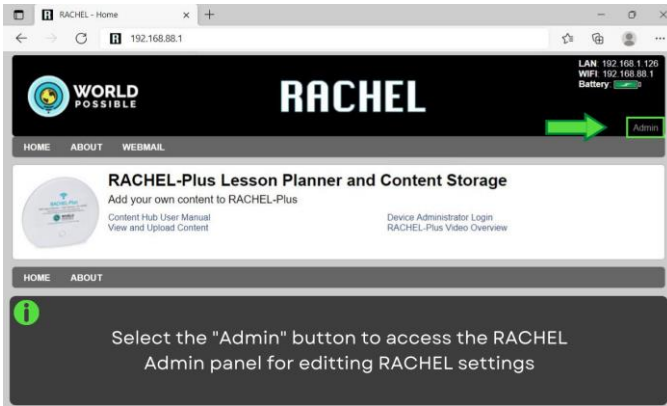 RACHEL - Home
192.168.88.1
WORLD
POSSIBLE
RACHEL
LAN: 192.168.1.126
WIFI: 192.168.88.1
Battery:
Admin
HOME ABOUT WEBMAIL
RACHEL-Plus
RACHEL-Plus Lesson Planner and Content Storage
Add your own content to RACHEL-Plus
Content Hub User Manual
View and Upload Content
Device Administrator Login
RACHEL-Plus Video Overview
HOME ABOUT
Select the "Admin" button to access the RACHEL
Admin panel for editting RACHEL settings